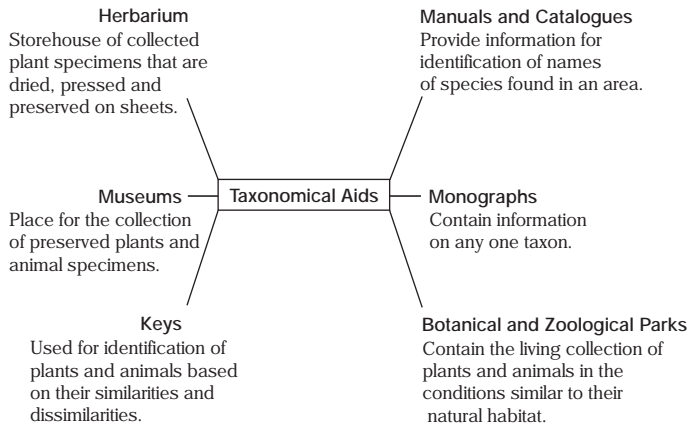 Herbarium
Storehouse of collected
plant specimens that are
dried, pressed and
preserved on sheets.
Manuals and Catalogues
Provide information for
identification of names
of species found in an area.
Museums
Place for the collection
of preserved plants and
animal specimens.
Taxonomical Aids
Monographs
Contain information
on any one taxon.
Keys
Used for identification of
plants and animals based
on their similarities and
dissimilarities.
Botanical and Zoological Parks
Contain the living collection of
plants and animals in the
conditions similar to their
natural habitat.